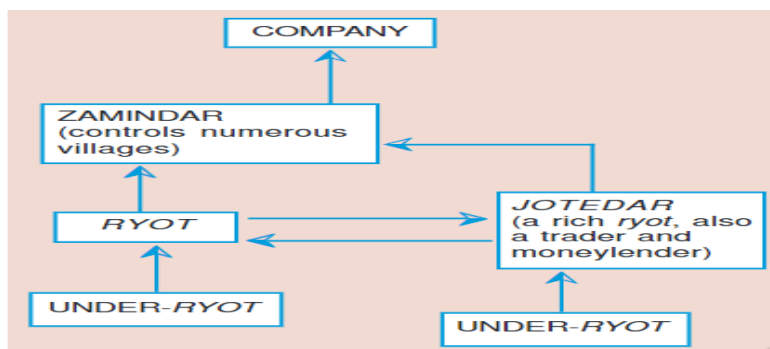 COMPANY
ZAMINDAR
(controls numerous
villages)
RYOT
JOTEDAR
(a rich ryot, also
a trader and
moneylender)
UNDER-RYOT
UNDER-RYOT